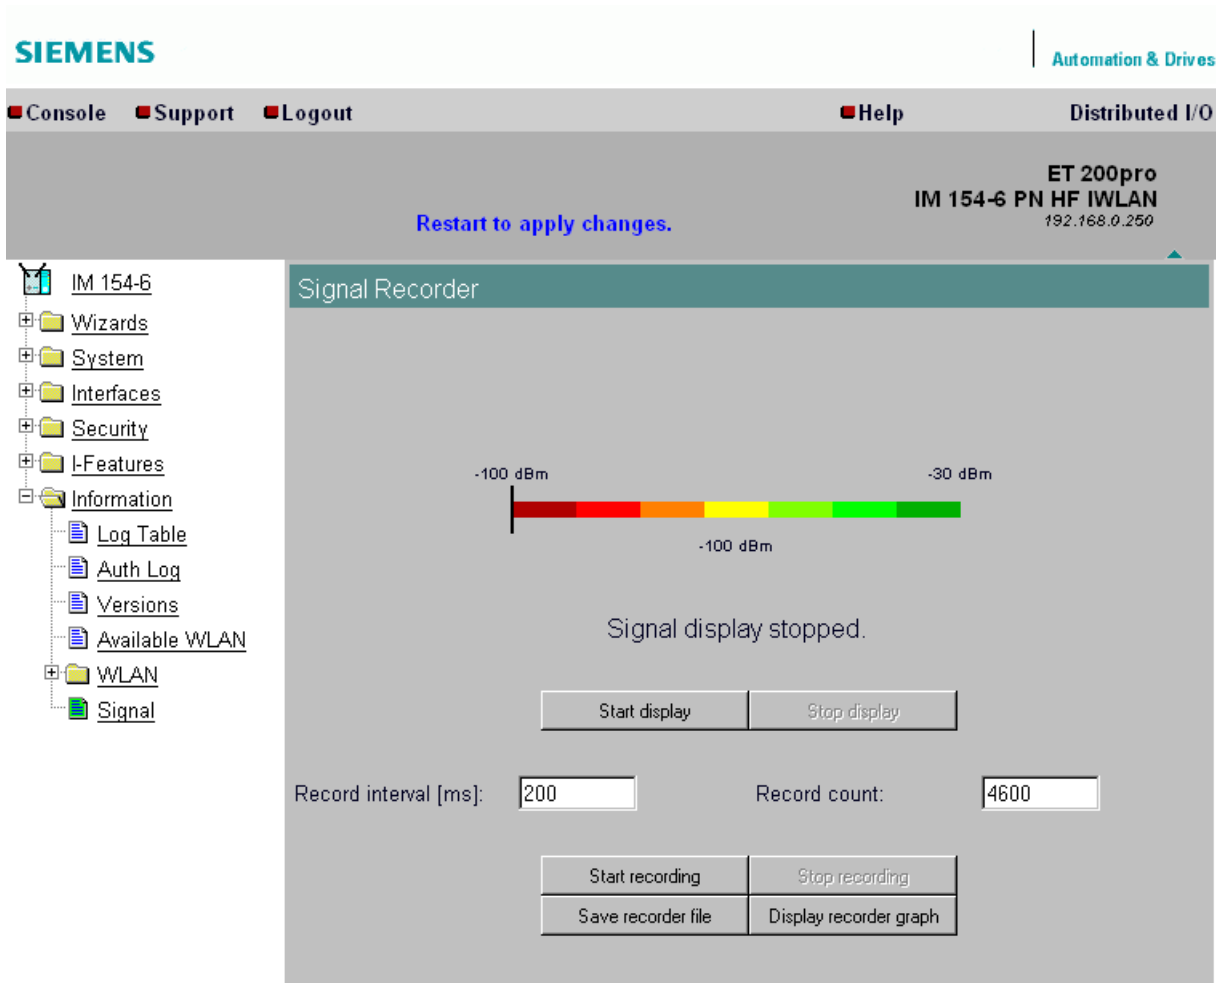 SIEMENS
Automation & Drives
Console Support Logout Help Distributed I/O
ET 200pro
IM 154-6 PN HF IWLAN
192.168.0.250
Restart to apply changes.
IM 154-6
Wizards
System
Interfaces
Security
I-Features
Information
Log Table
Auth Log
Versions
Available WLAN
WLAN
Signal
Signal Recorder
-100 dBm -30 dBm
-100 dBm
Signal display stopped.
Start display Stop display
Record interval [ms]: 200 Record count: 4600
Start recording Stop recording
Save recorder file Display recorder graph